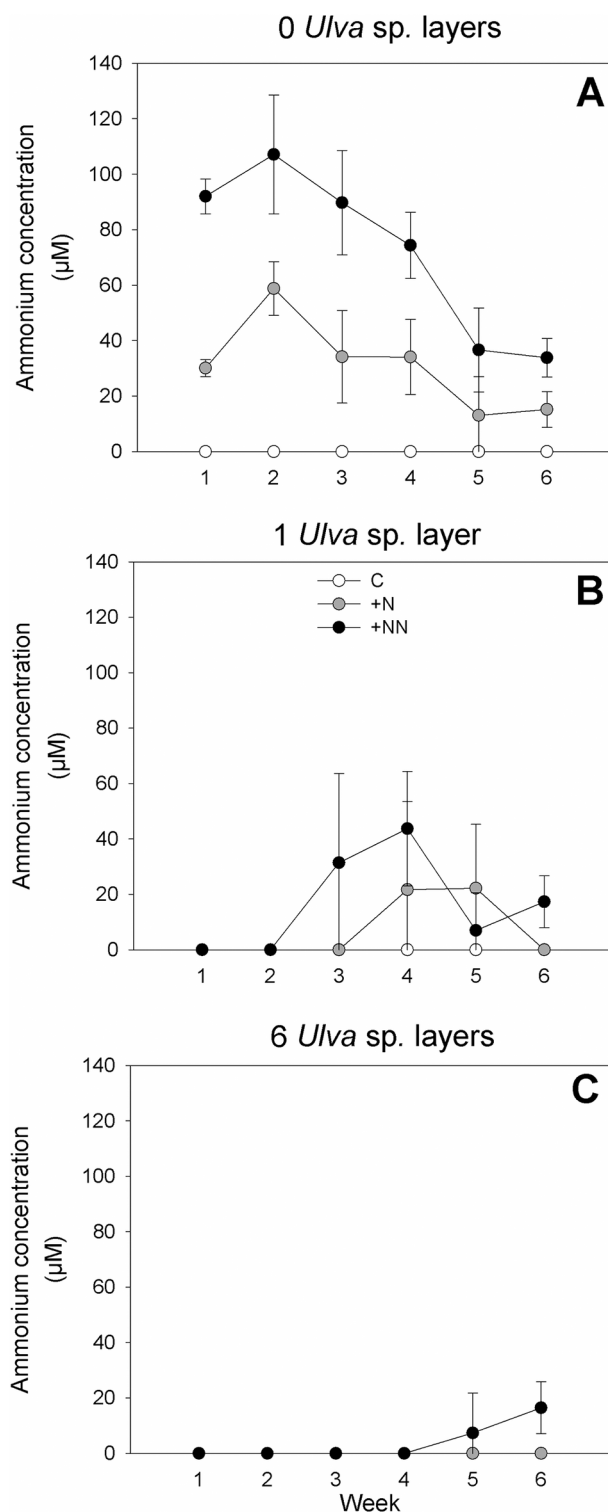 0 Ulva sp. layers
A
140
120
100
80
60
40
20
0
Ammonium concentration
(µM)
1 2 3 4 5 6
1 Ulva sp. layer
B
C
+N
+NN
140
120
100
80
60
40
20
0
Ammonium concentration
(µM)
1 2 3 4 5 6
6 Ulva sp. layers
C
140
120
100
80
60
40
20
0
Ammonium concentration
(µM)
1 2 3 4 5 6
Week